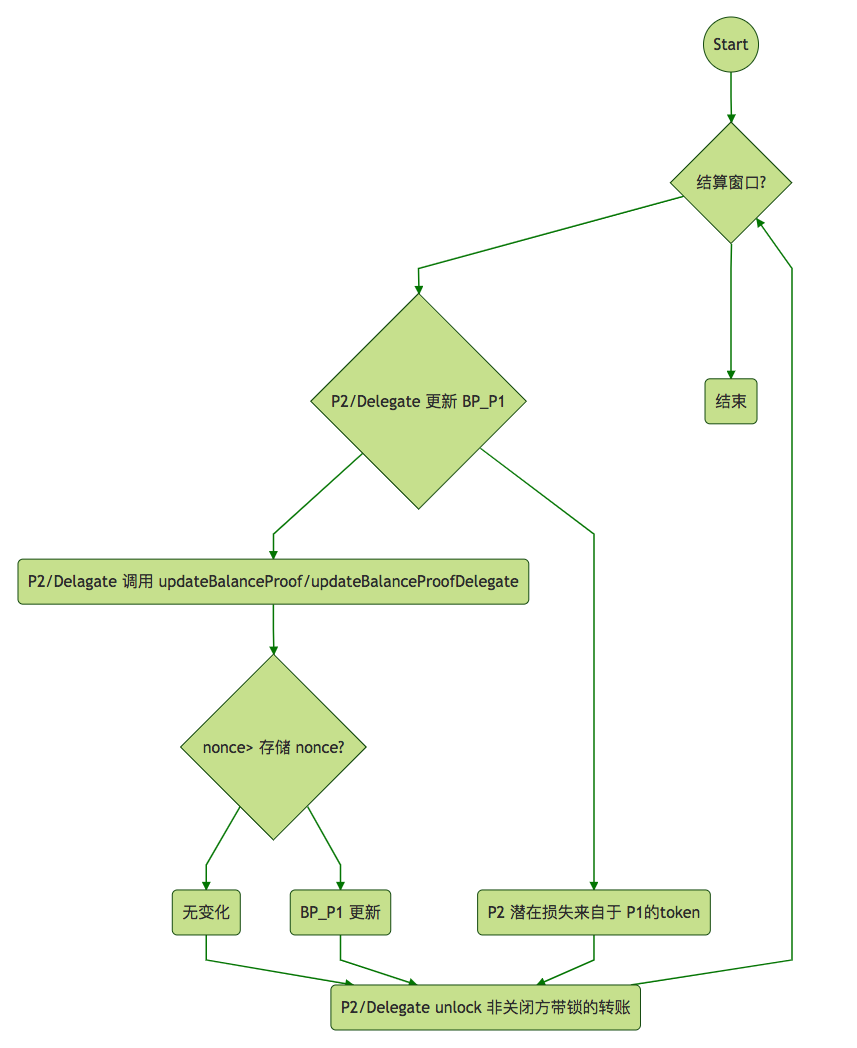 Start
结算窗口?
P2/Delegate 更新 BP_P1
结束
P2/Delagate 调用 updateBalanceProof/updateBalanceProofDelegate
nonce> 存储 nonce?
无变化
BP_P1 更新
P2 潜在损失来自于 P1的token
P2/Delegate unlock 非关闭方带锁的转账